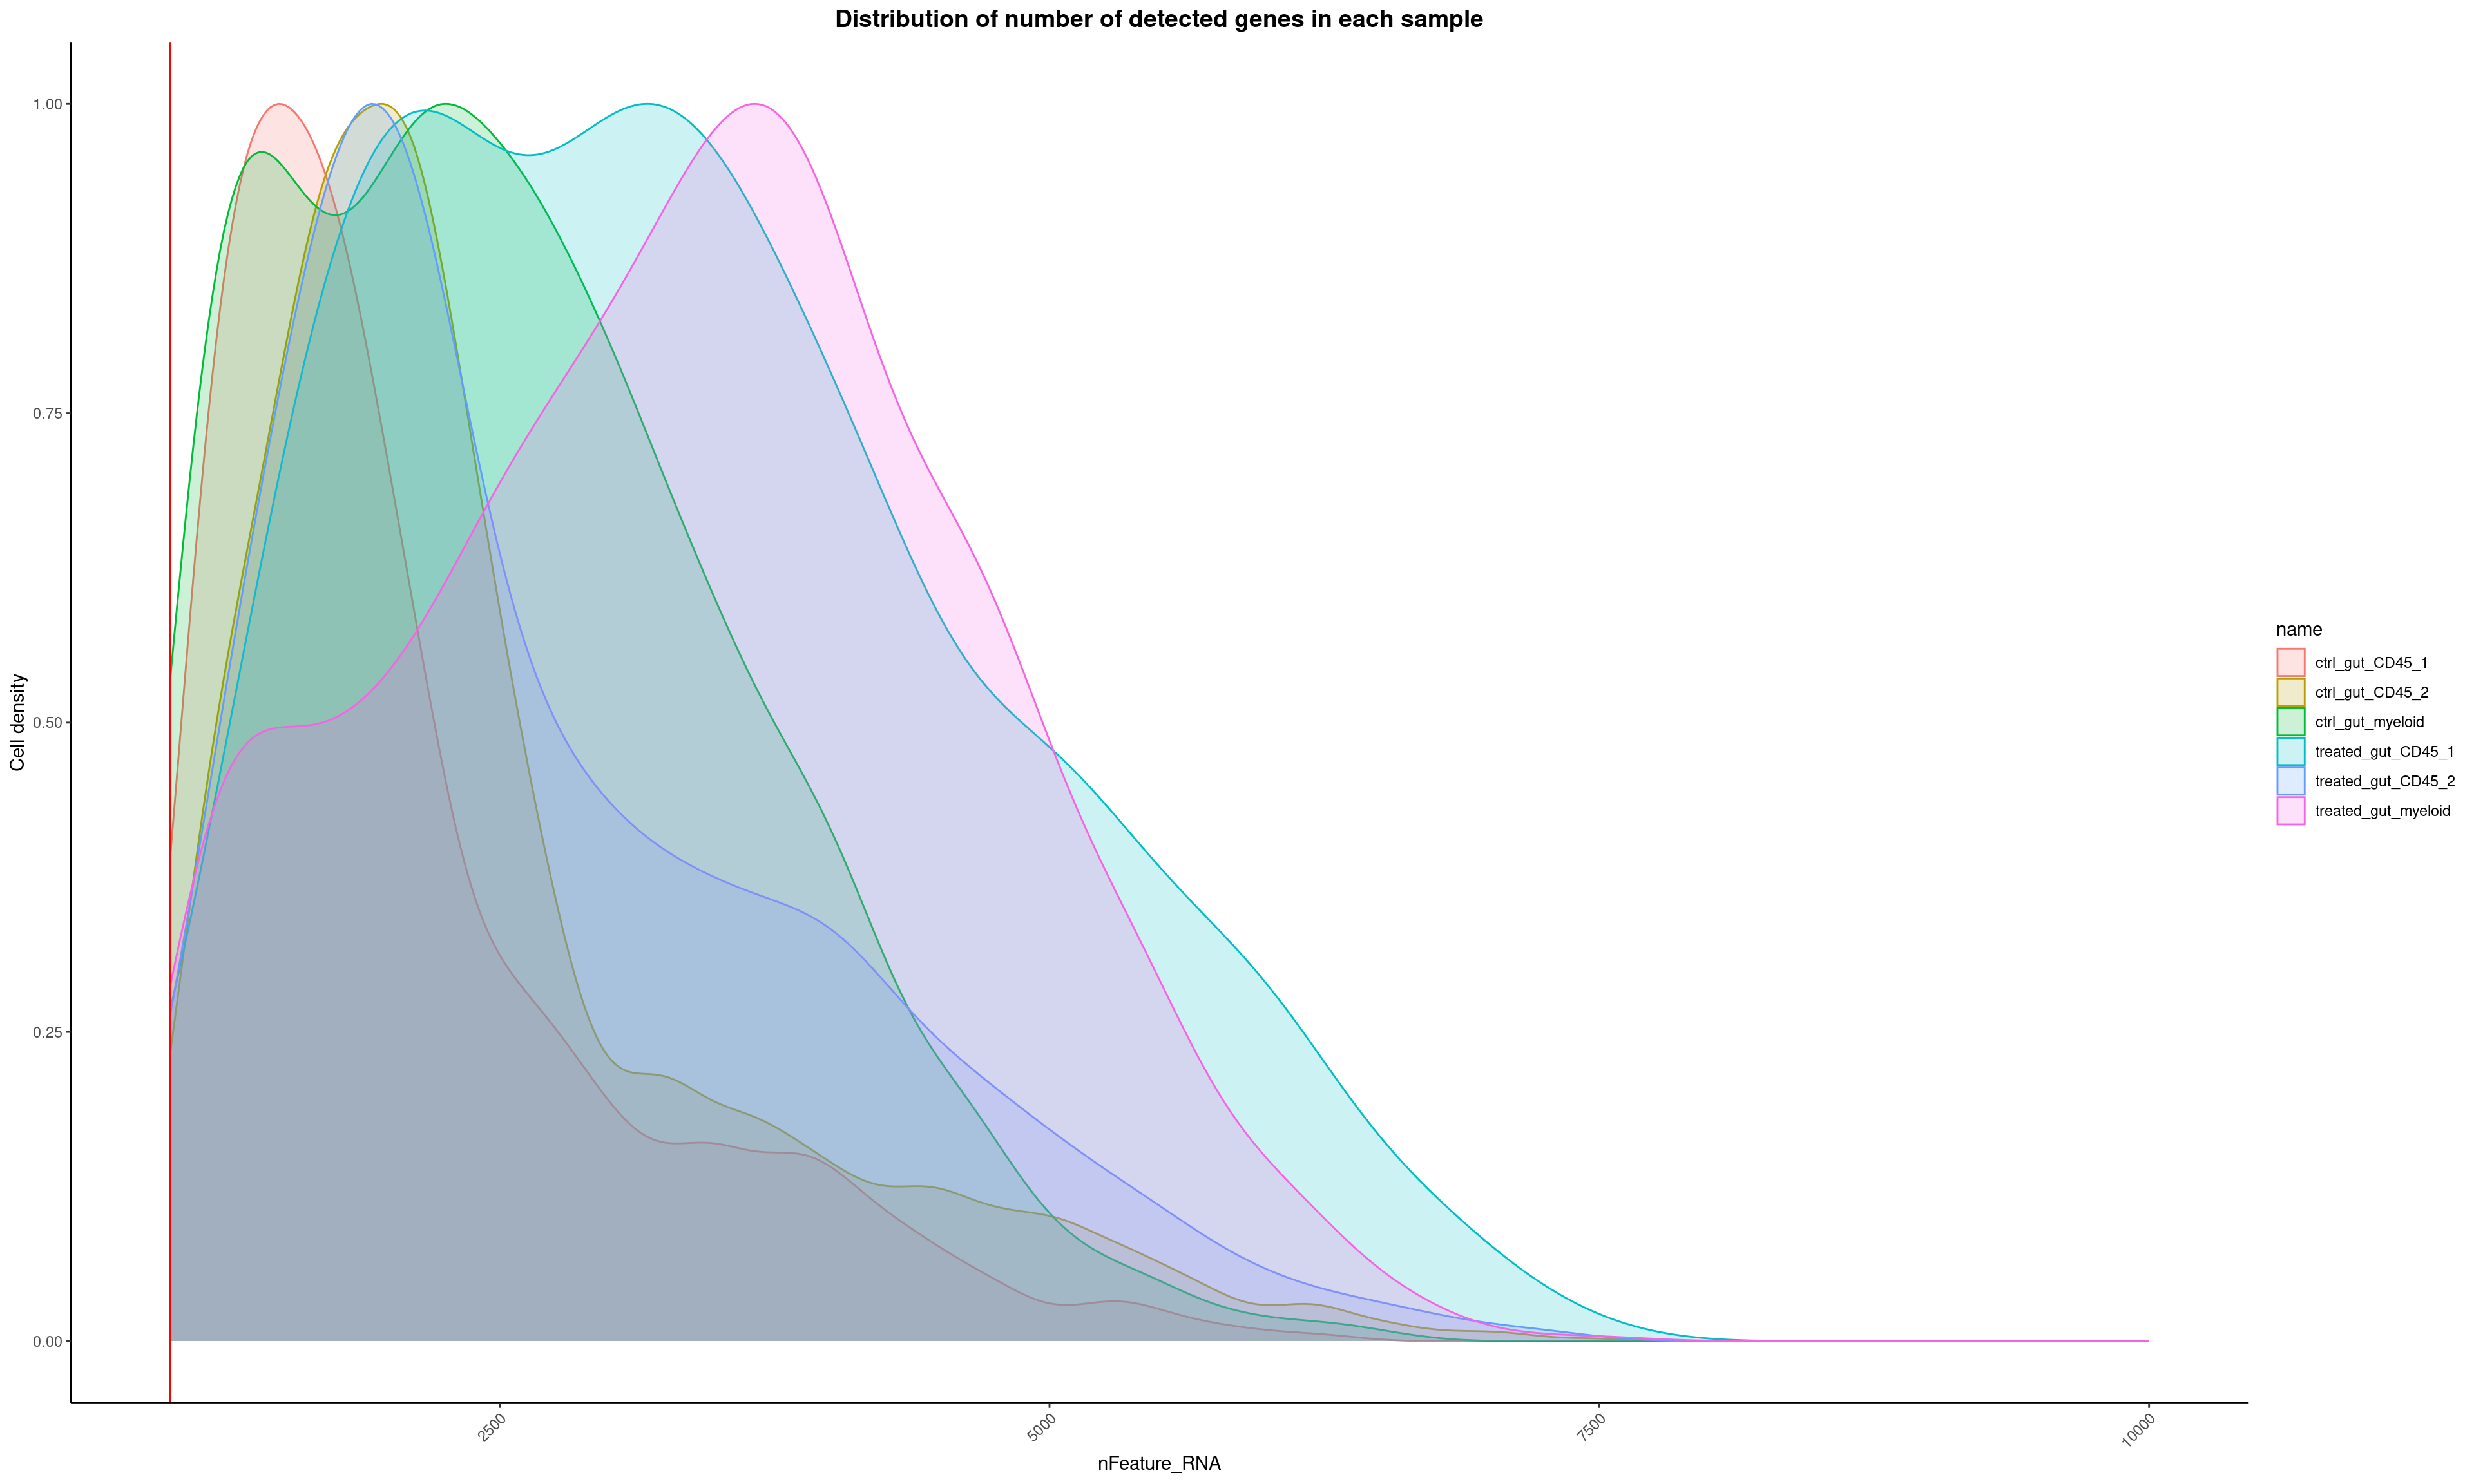 Distribution of number of detected genes in each sample
Cell density
1.00
0.75
0.50
0.25
0.00
2500
5000
7500
10000
nFeature_RNA
name
ctrl_gut_CD45_1
ctrl_gut_CD45_2
ctrl_gut_myeloid
treated_gut_CD45_1
treated_gut_CD45_2
treated_gut_myeloid